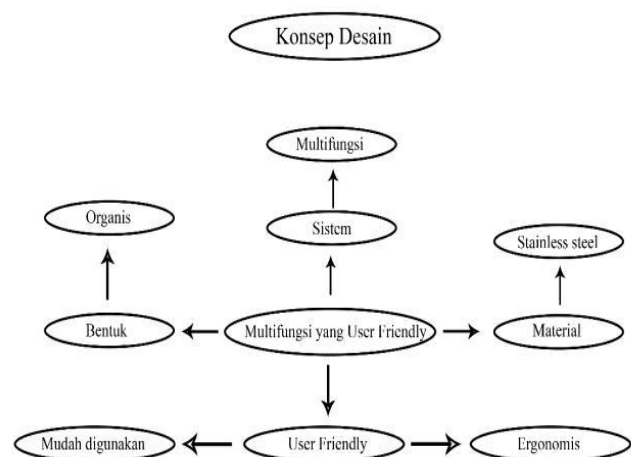 Konsep Desain
Multifungsi
Organis
Sistem
Stainless steel
Bentuk
Multifungsi yang User Friendly
Material
Mudah digunakan
User Friendly
Ergonomis